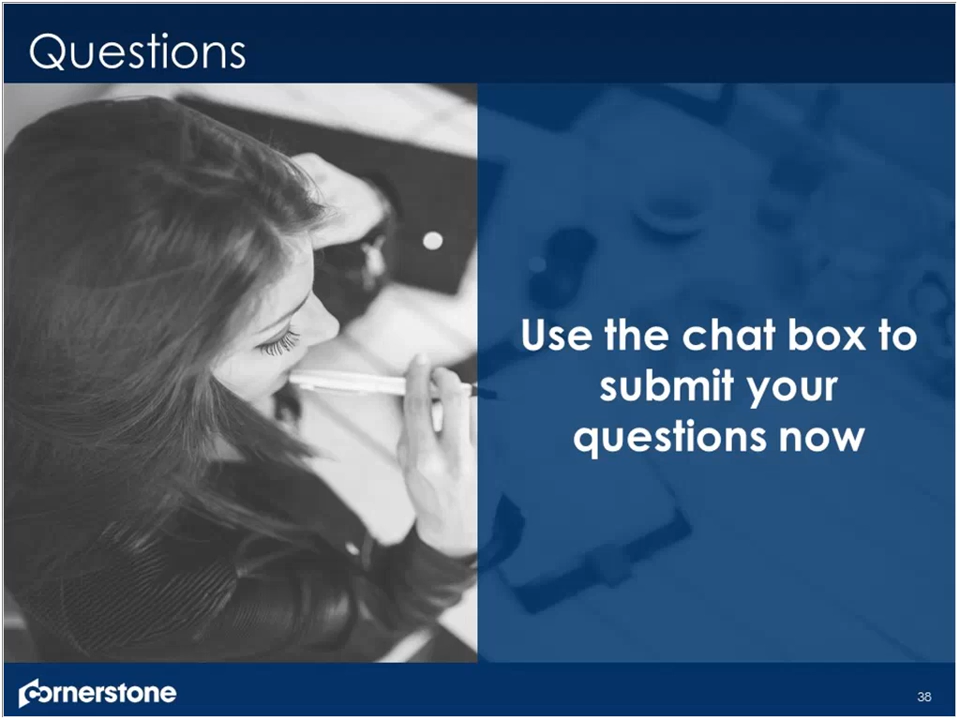 Questions
Use the chat box to
submit your
questions now
cornerstone
38